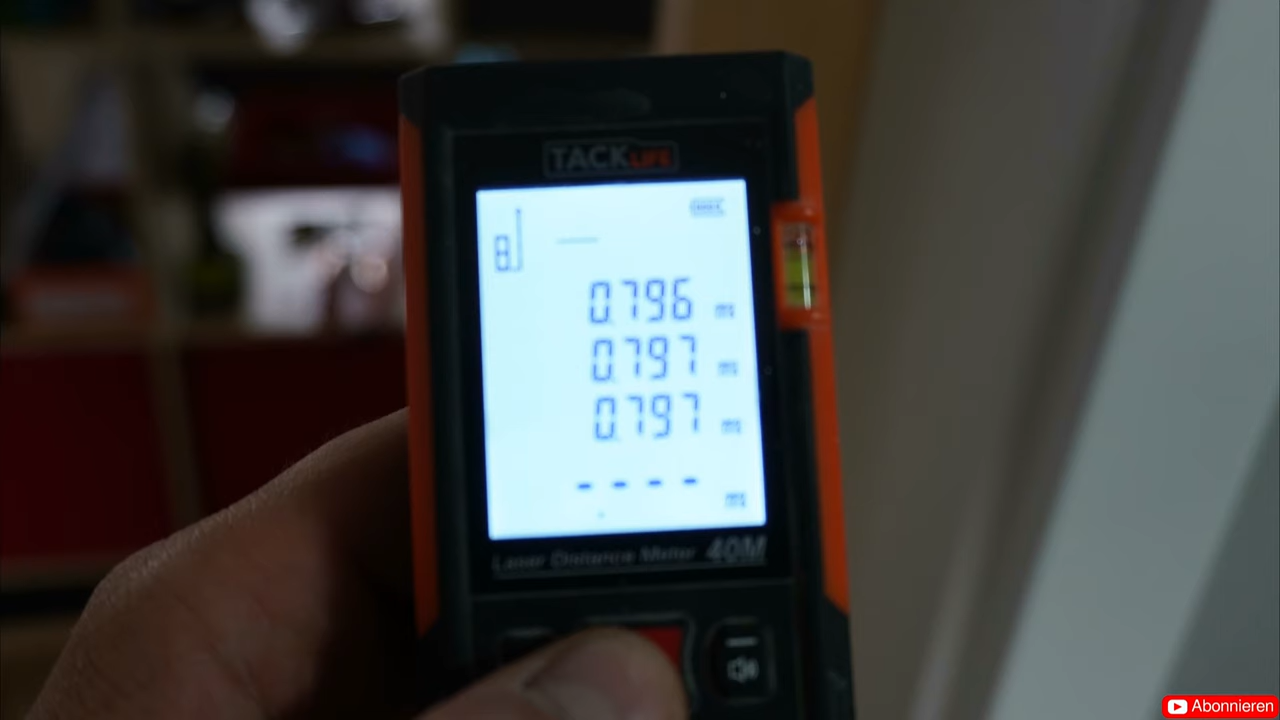 TACKLIFE
0.796 m
0.797 m
0.797 m
- - - - m
Laser Distance Meter 40M
Abonnieren